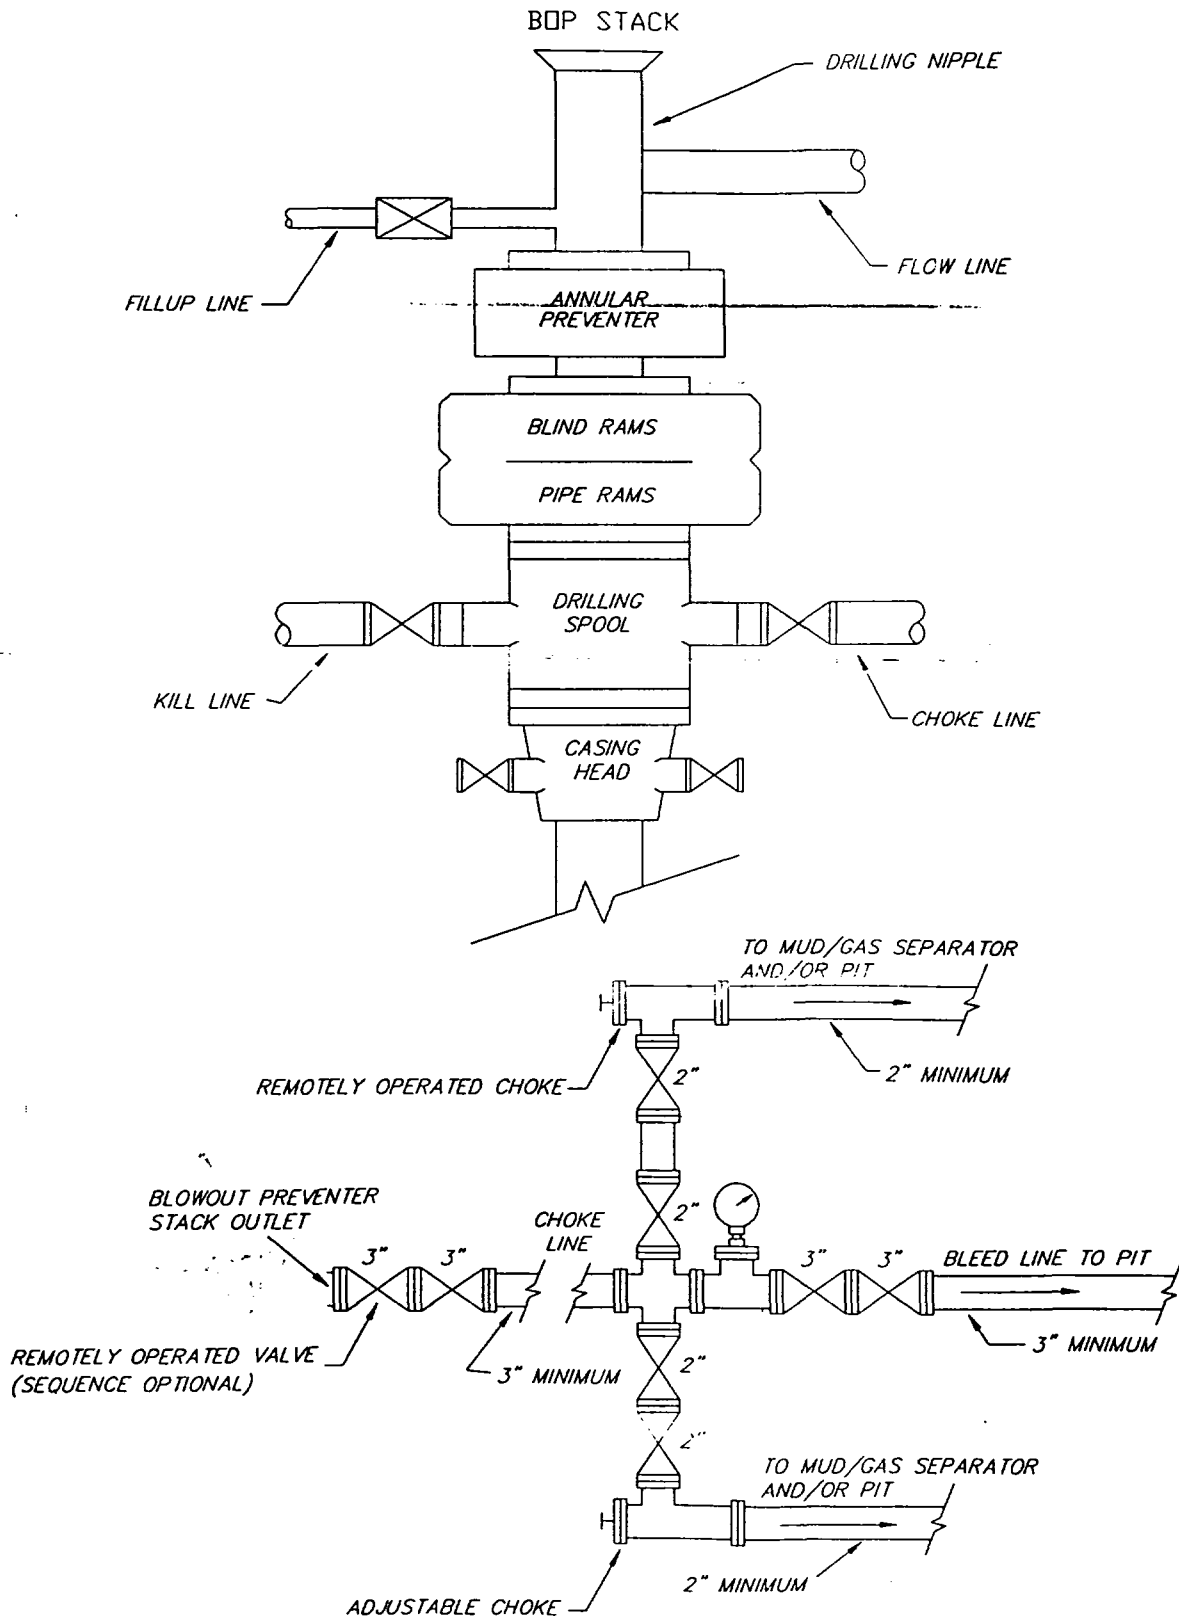 BOP STACK
DRILLING NIPPLE
FLOW LINE
FILLUP LINE
ANNULAR
PREVENTER
BLIND RAMS
PIPE RAMS
DRILLING
SPOOL
KILL LINE
CHOKE LINE
CASING
HEAD
TO MUD/GAS SEPARATOR
AND/OR PIT
2" MINIMUM
REMOTELY OPERATED CHOKE
2"
BLOWOUT PREVENTER
STACK OUTLET
CHOKE
LINE
2"
3" 3"
3" 3"
BLEED LINE TO PIT
3" MINIMUM
REMOTELY OPERATED VALVE
(SEQUENCE OPTIONAL)
3" MINIMUM
2"
2"
TO MUD/GAS SEPARATOR
AND/OR PIT
2" MINIMUM
ADJUSTABLE CHOKE